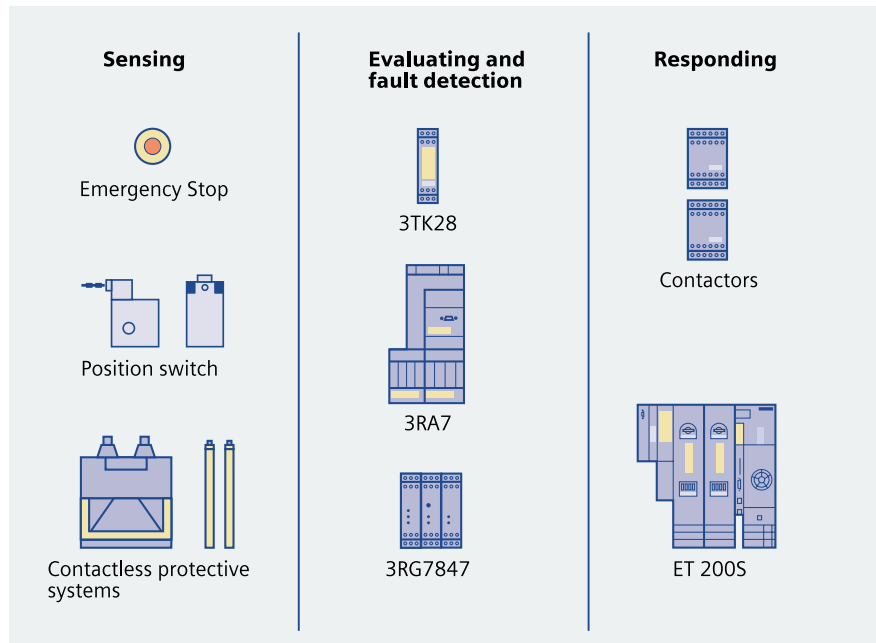 Sensing
Emergency Stop
Position switch
Contactless protective
systems
Evaluating and
fault detection
3TK28
3RA7
3RG7847
Responding
Contactors
ET 200S